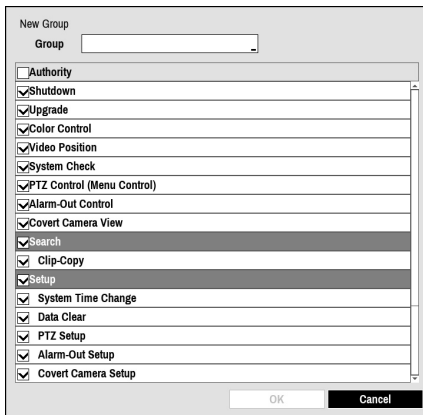 New Group
Group
Authority
Shutdown
Upgrade
Color Control
Video Position
System Check
PTZ Control (Menu Control)
Alarm-Out Control
Covert Camera View
Search
Clip-Copy
Setup
System Time Change
Data Clear
PTZ Setup
Alarm-Out Setup
Covert Camera Setup
OK Cancel